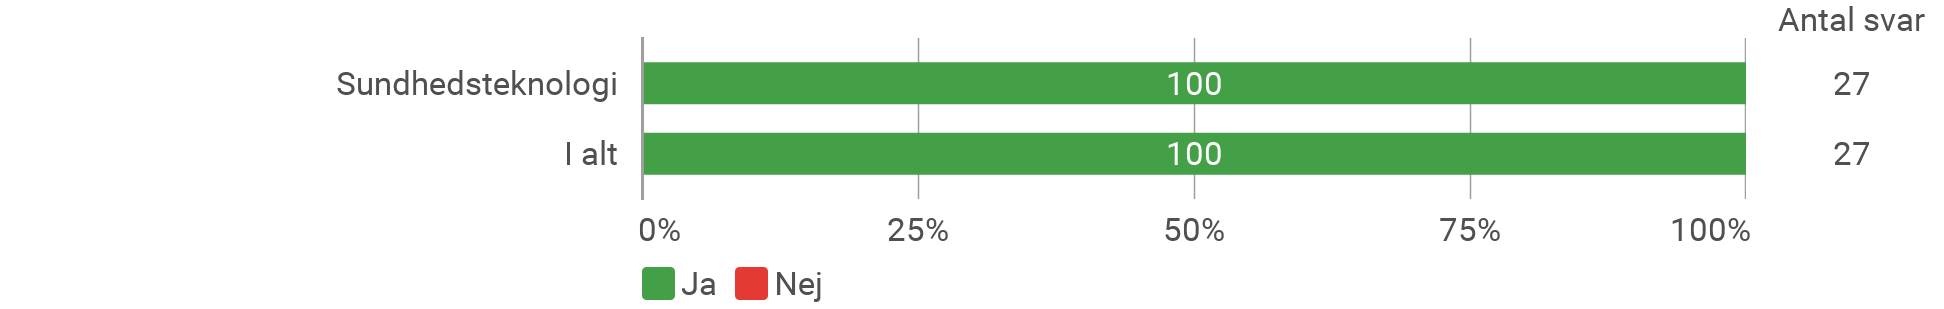 Antal svar
Sundhedsteknologi 100 27
I alt 100 27
0% 25% 50% 75% 100%
Ja Nej